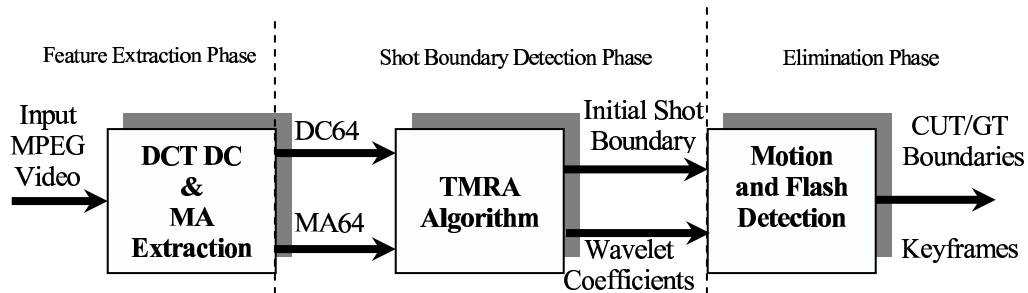 Feature Extraction Phase
Shot Boundary Detection Phase
Elimination Phase
Input
MPEG
Video
DCT DC
&
MA
Extraction
DC64
MA64
TMRA
Algorithm
Initial Shot
Boundary
Wavelet
Coefficients
Motion
and Flash
Detection
CUT/GT
Boundaries
Keyframes